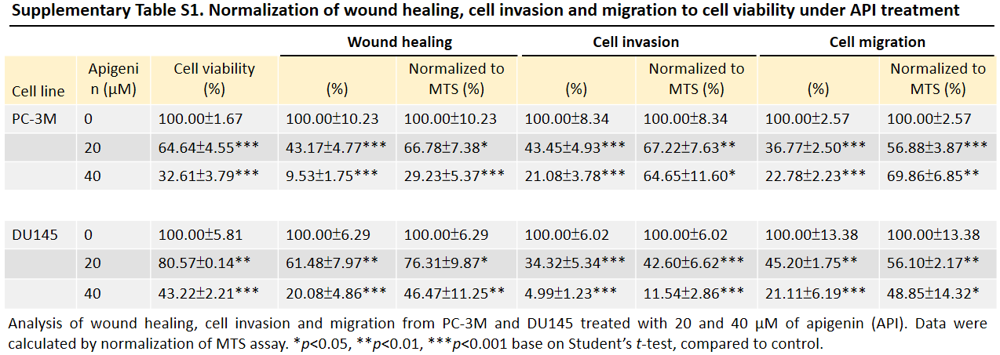 Supplementary Table S1. Normalization of wound healing, cell invasion and migration to cell viability under API treatment
Wound healing Cell invasion Cell migration
Apigeni Cell viability Normalized to Normalized to Normalized to
Cell line n (μM) (%) (%) MTS (%) (%) MTS (%) (%) MTS (%)
PC-3M 0 100.00±1.67 100.00±10.23 100.00±10.23 100.00±8.34 100.00±8.34 100.00±2.57 100.00±2.57
20 64.64±4.55*** 43.17±4.77*** 66.78±7.38* 43.45±4.93*** 67.22±7.63** 36.77±2.50*** 56.88±3.87***
40 32.61±3.79*** 9.53±1.75*** 29.23±5.37*** 21.08±3.78*** 64.65±11.60* 22.78±2.23*** 69.86±6.85**
DU145 0 100.00±5.81 100.00±6.29 100.00±6.29 100.00±6.02 100.00±6.02 100.00±13.38 100.00±13.38
20 80.57±0.14** 61.48±7.97** 76.31±9.87* 34.32±5.34*** 42.60±6.62*** 45.20±1.75** 56.10±2.17**
40 43.22±2.21*** 20.08±4.86*** 46.47±11.25** 4.99±1.23*** 11.54±2.86*** 21.11±6.19*** 48.85±14.32*
Analysis of wound healing, cell invasion and migration from PC-3M and DU145 treated with 20 and 40 μM of apigenin (API). Data were
calculated by normalization of MTS assay. *p<0.05, **p<0.01, ***p<0.001 base on Student's t-test, compared to control.